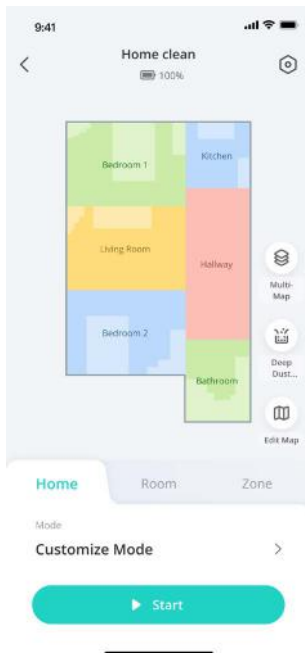 9:41
Home clean
100%
Bedroom 1
Kitchen
Living Room
Hallway
Multi-
Map
Bedroom 2
Deep
Dust...
Bathroom
Edit Map
Home
Room
Zone
Mode
Customize Mode
Start